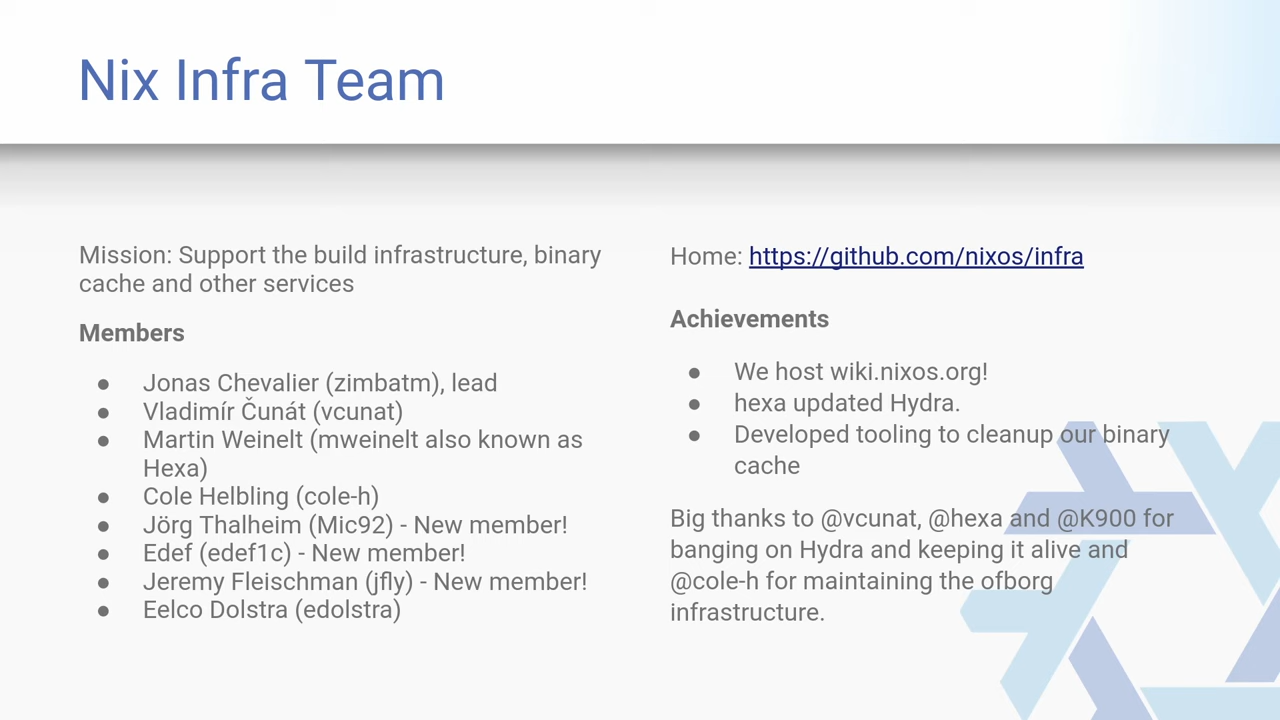 Nix Infra Team
Mission: Support the build infrastructure, binary
cache and other services
Members
● Jonas Chevalier (zimbatm), lead
● Vladimír Čunát (vcunat)
● Martin Weinelt (mweinelt also known as
Hexa)
● Cole Helbling (cole-h)
● Jörg Thalheim (Mic92) - New member!
● Edef (edef1c) - New member!
● Jeremy Fleischman (jfly) - New member!
● Eelco Dolstra (edolstra)
Home: https://github.com/nixos/infra
Achievements
● We host wiki.nixos.org!
● hexa updated Hydra.
● Developed tooling to cleanup our binary
cache
Big thanks to @vcunat, @hexa and @K900 for
banging on Hydra and keeping it alive and
@cole-h for maintaining the ofborg
infrastructure.